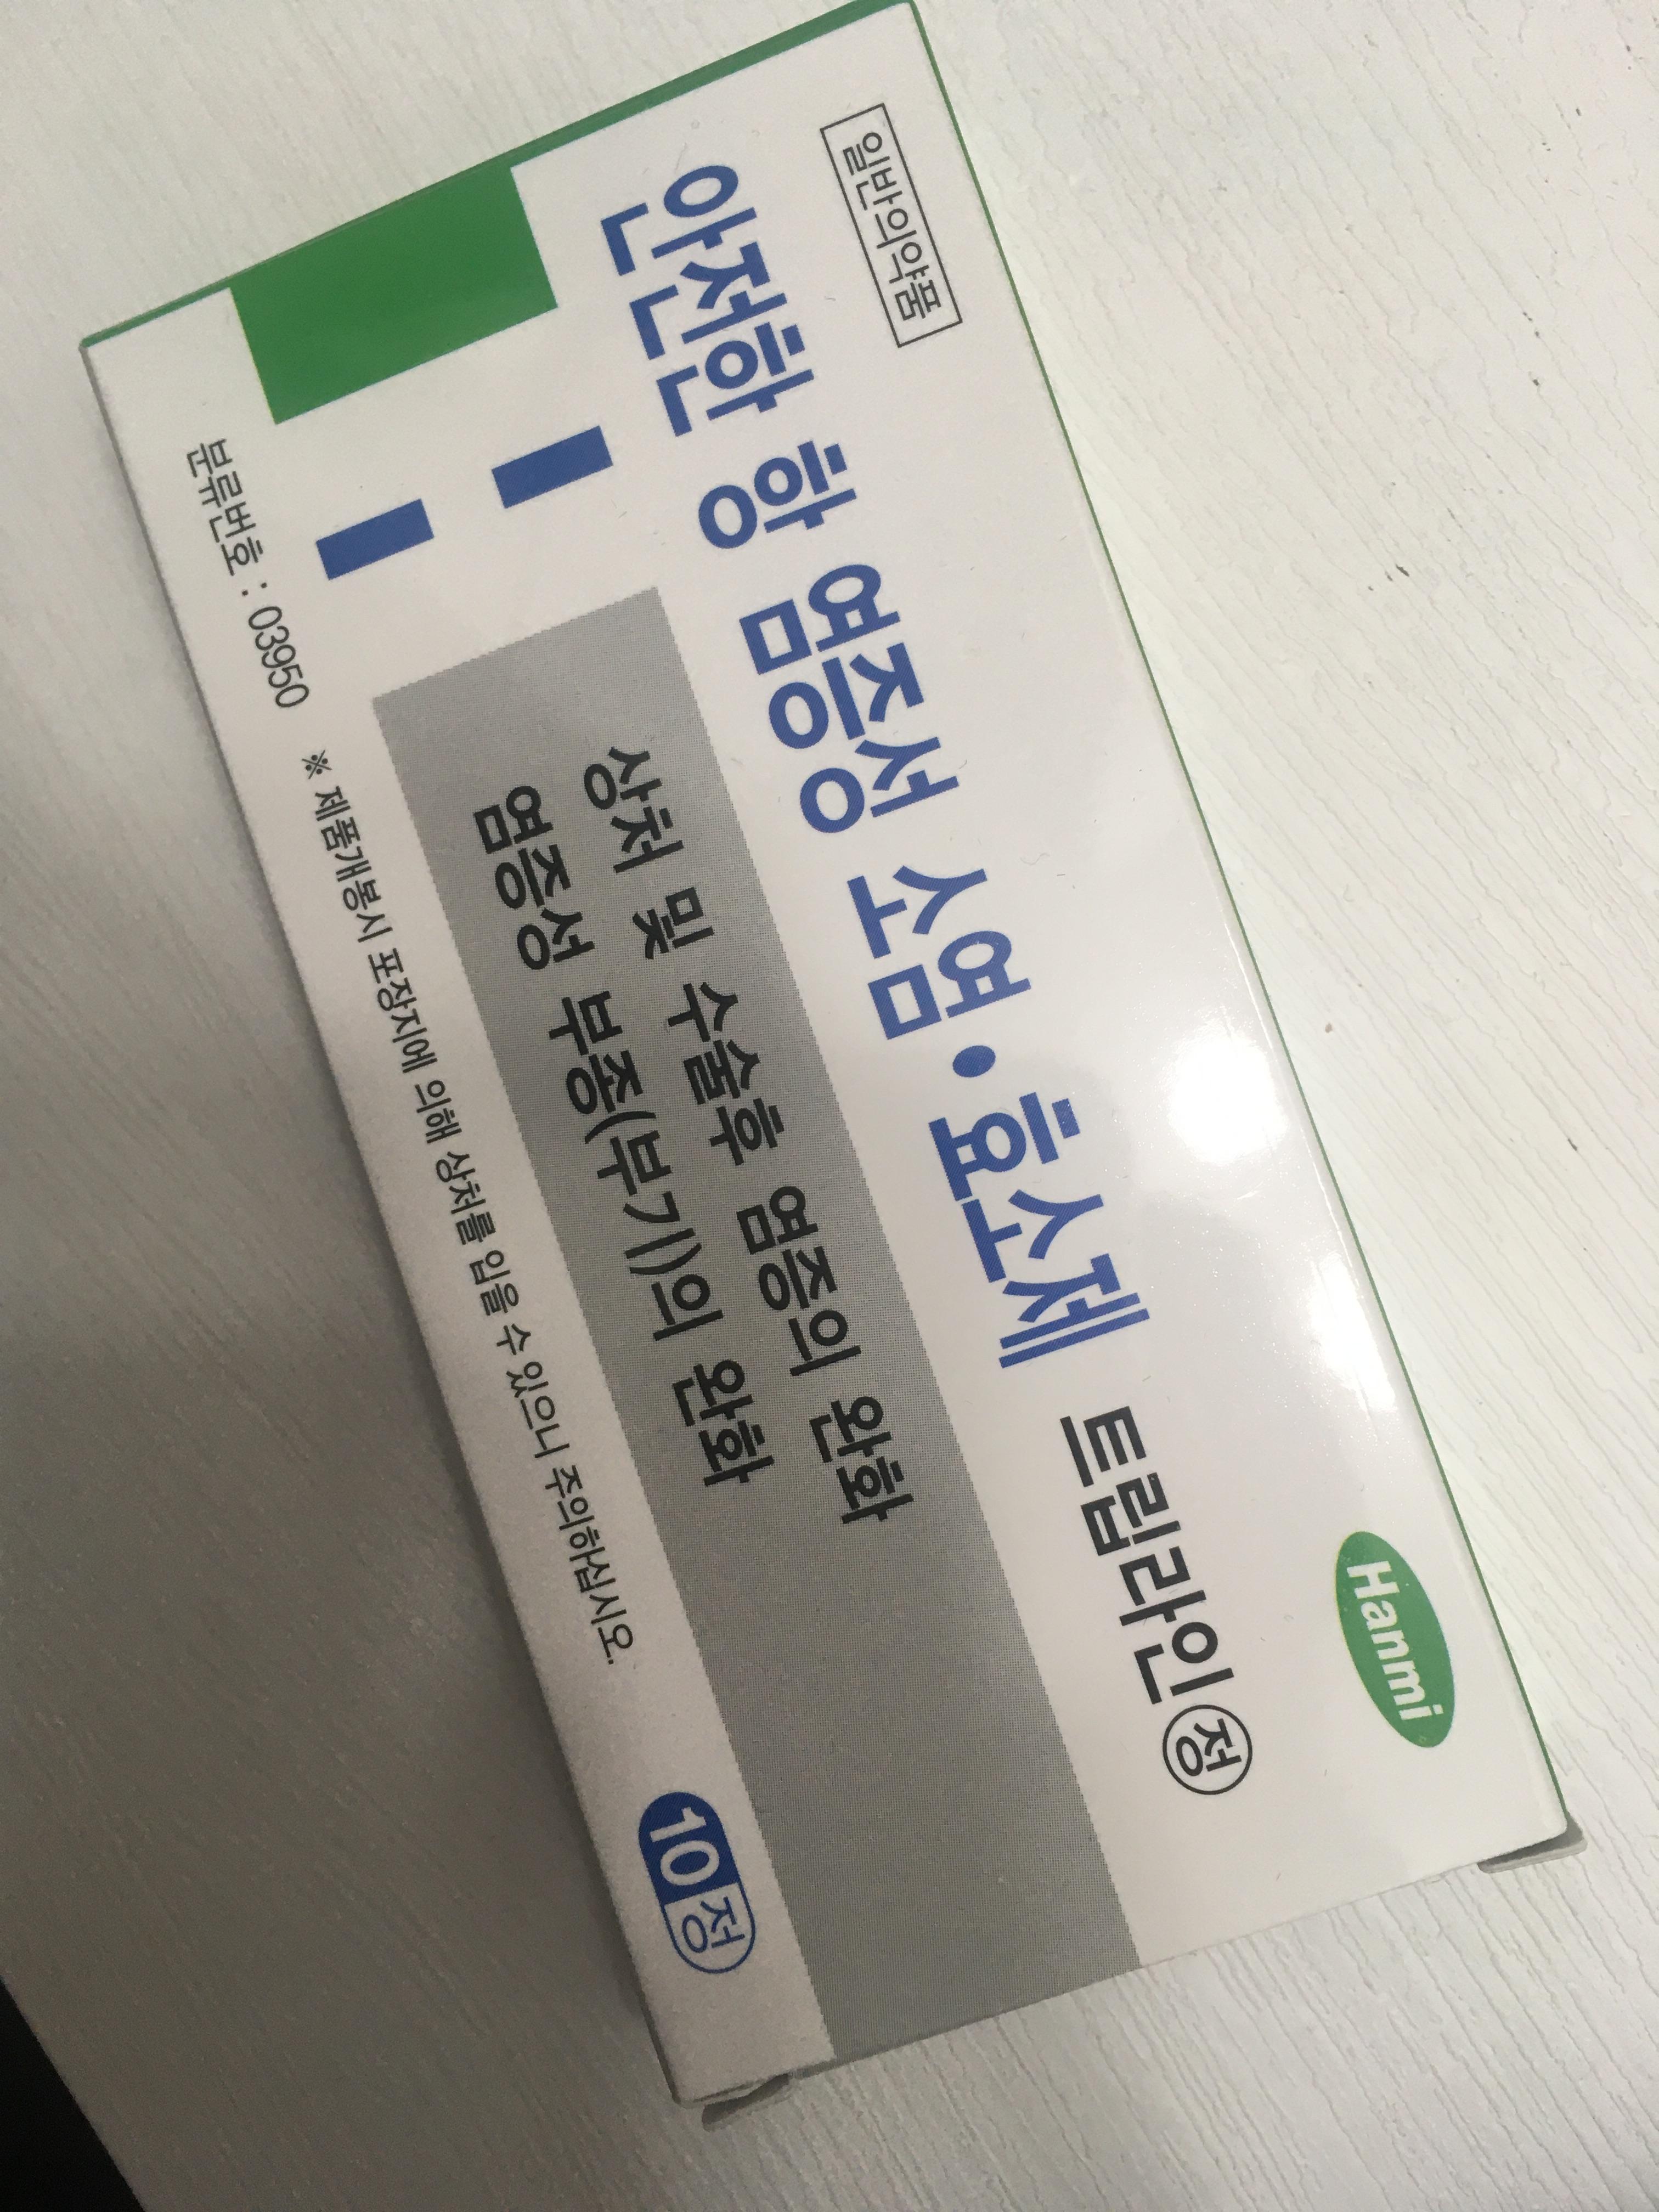 일반의약품
Hanmi
안전한 항 염증성 소염•효소제 트립라인정
상처 및 수술후 염증의 완화
염증성 부종(부기)의 완화
분류번호 : 03950 ※ 제품개봉시 포장지에 의해 상처를 입을 수 있으니 주의하십시오.
10정